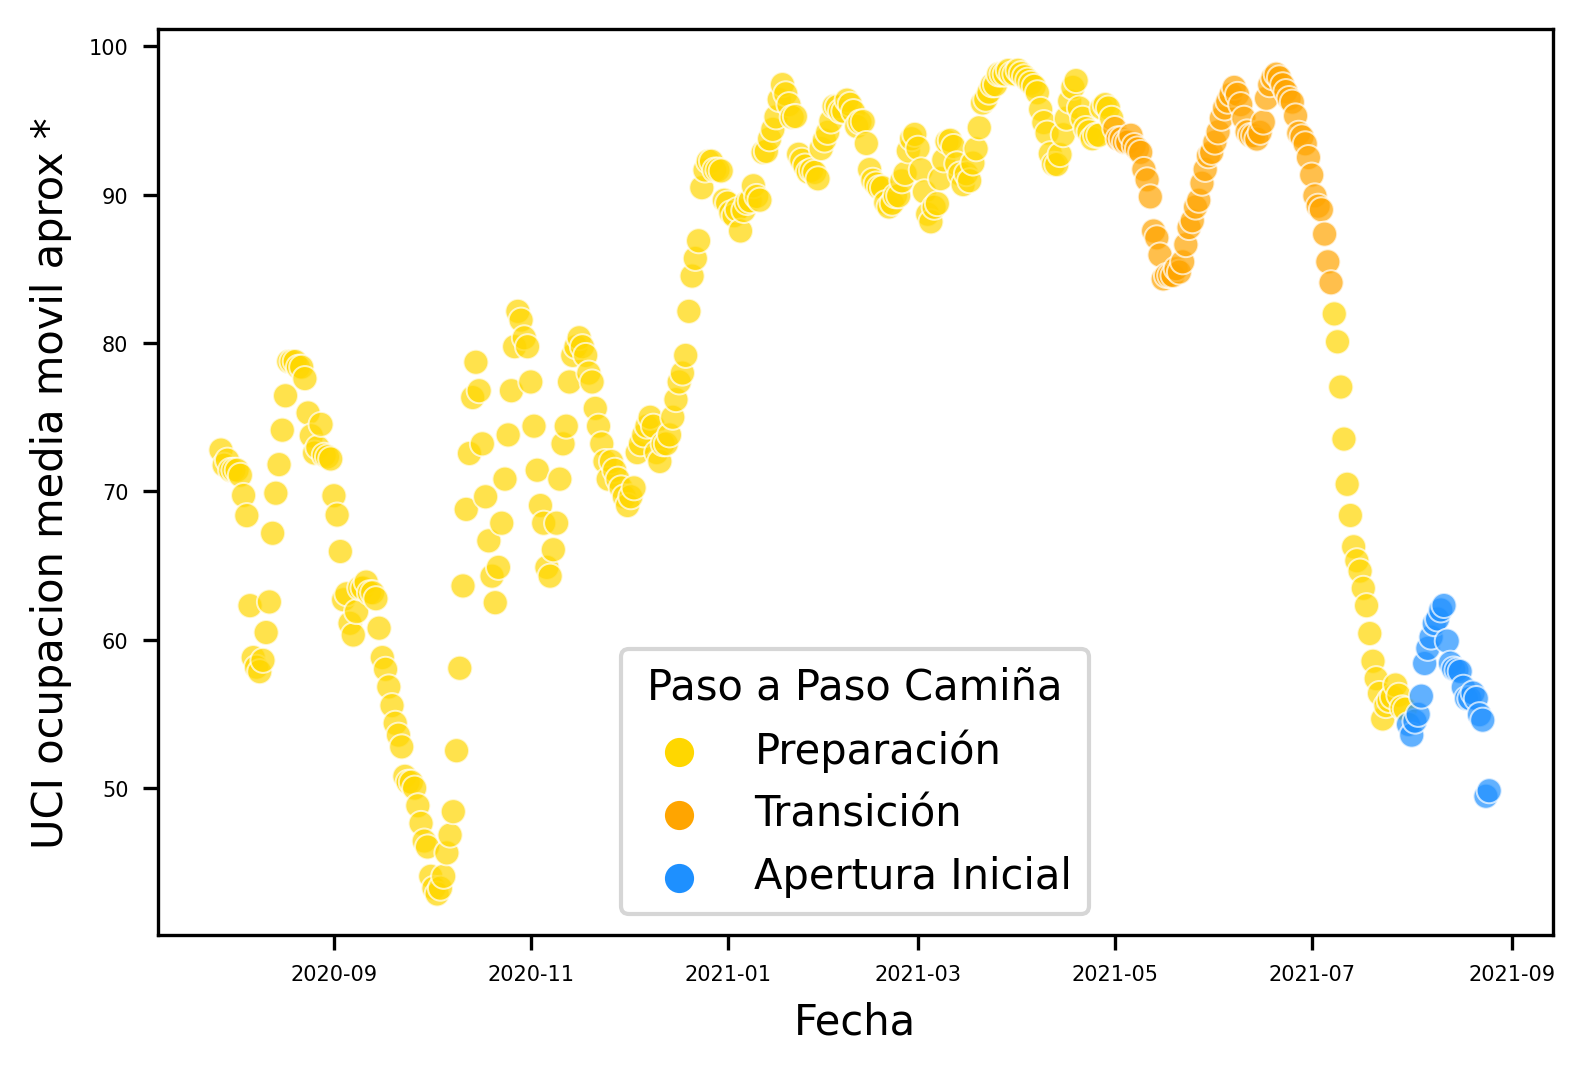 UCI ocupacion media movil aprox *
100
90
80
70
60
50
Paso a Paso Camiña
Preparación
Transición
Apertura Inicial
2020-09 2020-11 2021-01 2021-03 2021-05 2021-07 2021-09
Fecha